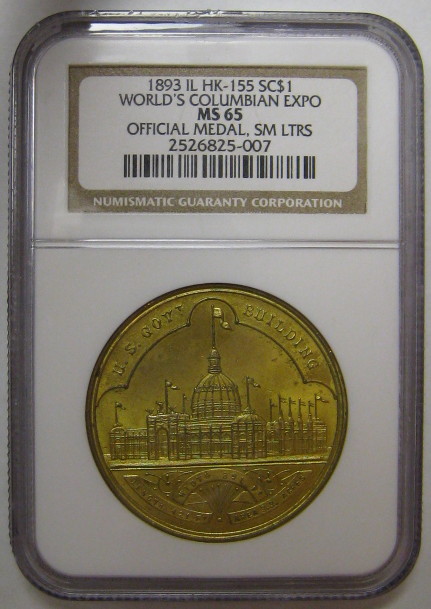 1893 IL HK-155 SC$1
WORLD'S COLUMBIAN EXPO
MS 65
OFFICIAL MEDAL, SM LTRS
2526825-007
NUMISMATIC GUARANTY CORPORATION
U. S. GOVT BUILDING